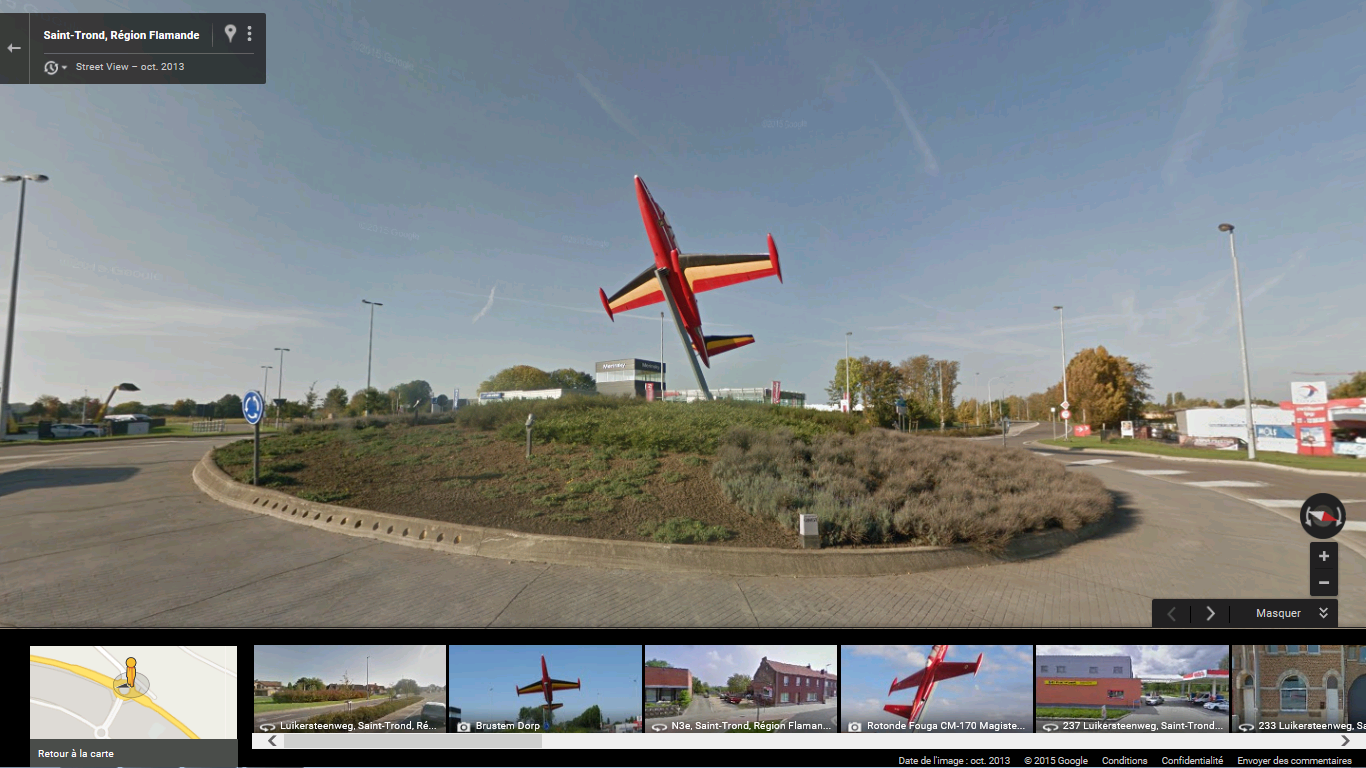 Saint-Trond, Région Flamande
Street View – oct. 2013
©2015 Google
Masquer
Luikersteenweg, Saint-Trond, Ré...
Brustem Dorp
N3e, Saint-Trond, Région Flaman...
Rotonde Fouga CM-170 Magiste...
237 Luikersteenweg, Saint-Trond...
233 Luikersteenweg, Sa
Retour à la carte
Date de l'image : oct. 2013 © 2015 Google Conditions Confidentialité Envoyer des commentaires